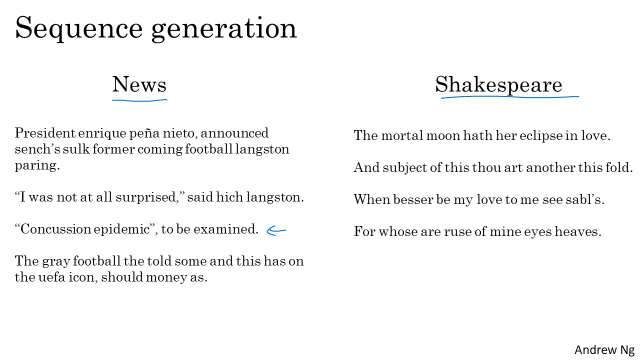 Sequence generation
News
President enrique peña nieto, announced
sench's sulk former coming football langston
paring.
“I was not at all surprised,” said hich langston.
“Concussion epidemic”, to be examined.
The gray football the told some and this has on
the uefa icon, should money as.
Shakespeare
The mortal moon hath her eclipse in love.
And subject of this thou art another this fold.
When besser be my love to me see sabl's.
For whose are ruse of mine eyes heaves.
Andrew Ng